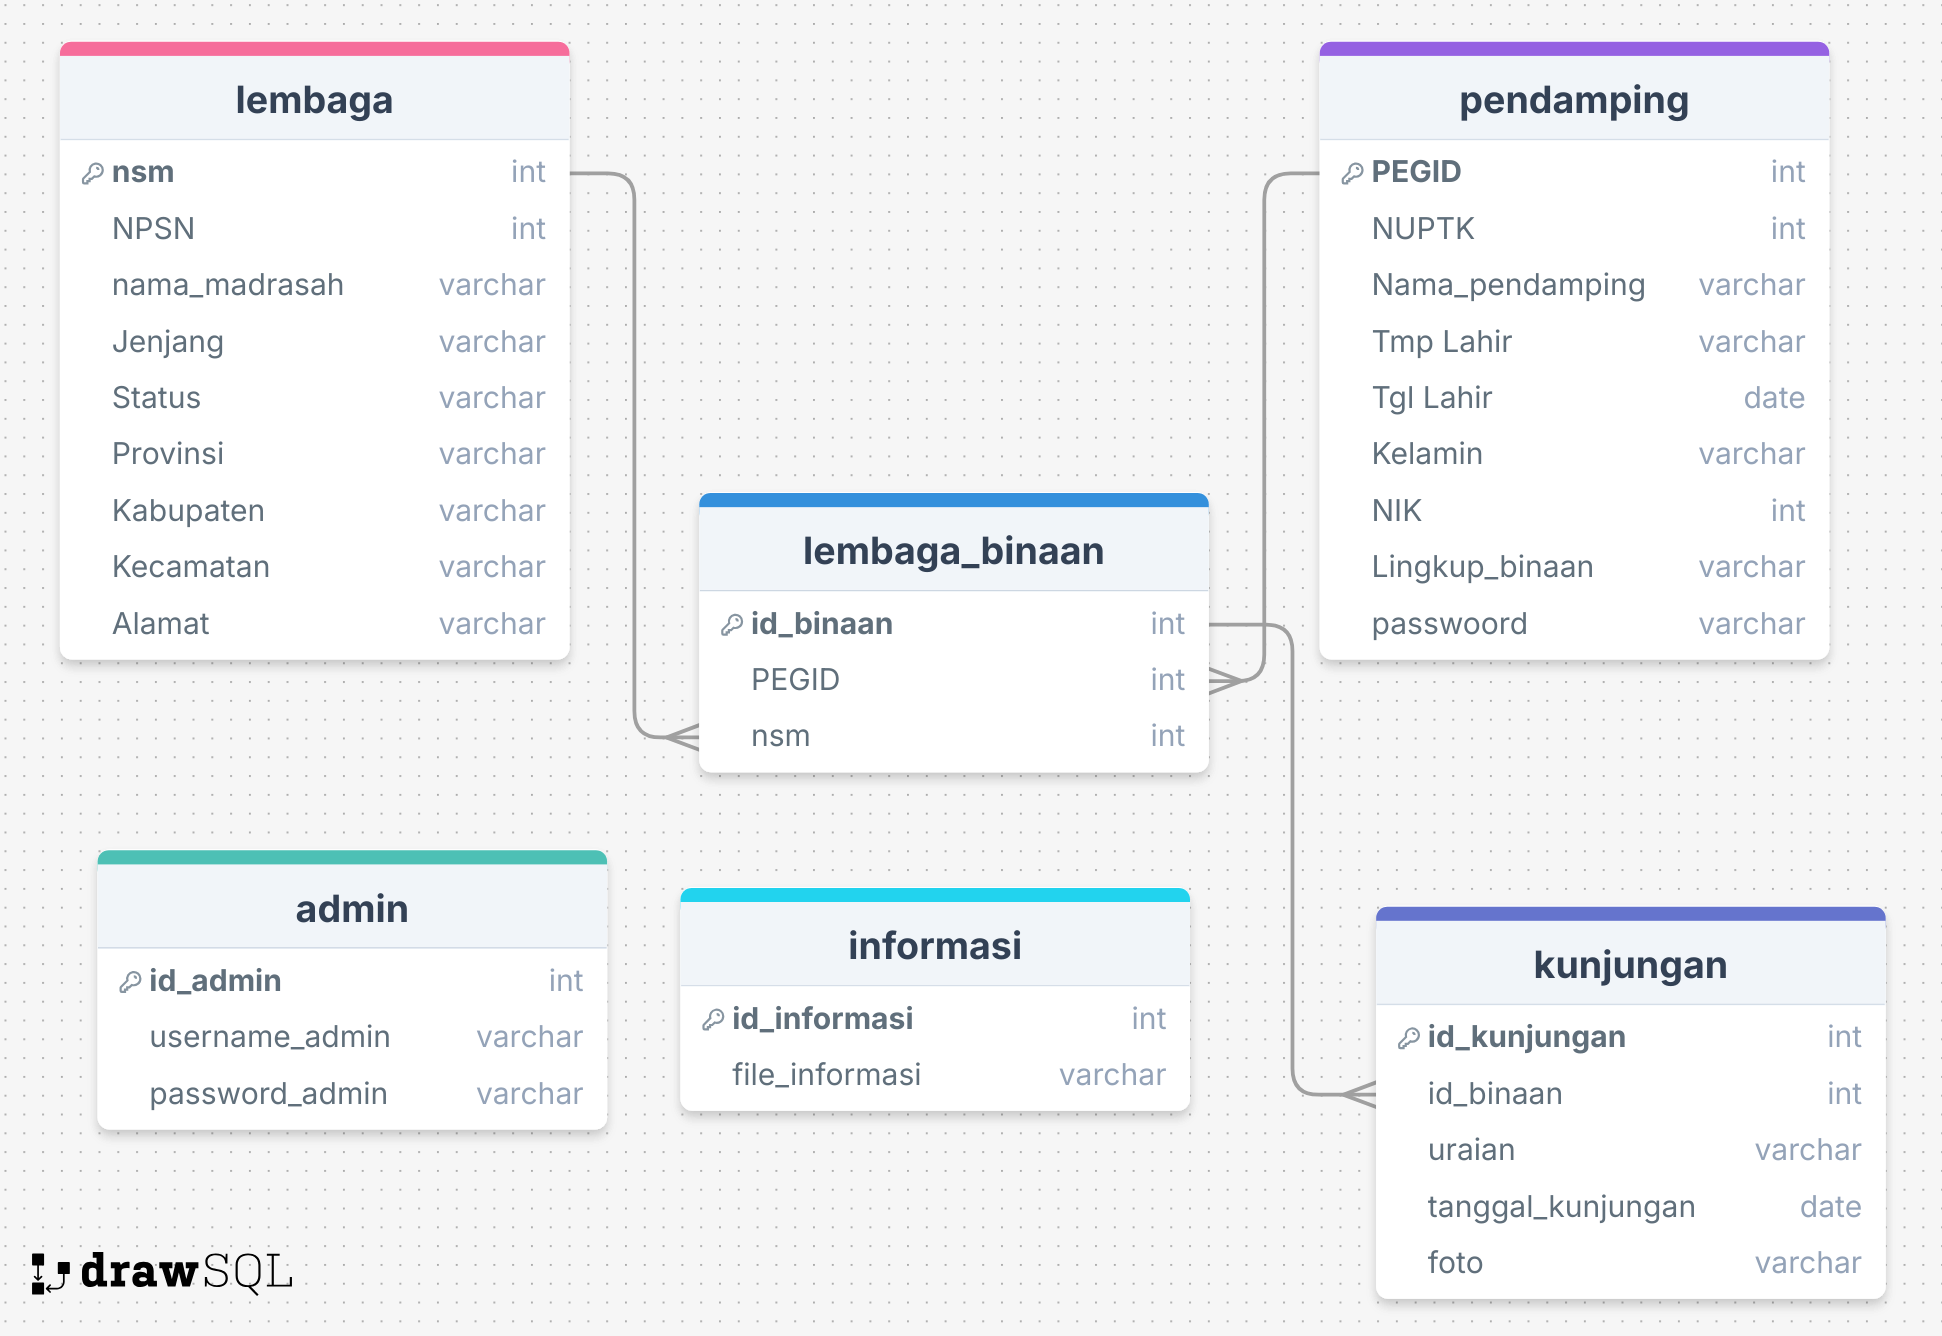 lembaga
nsm int
NPSN int
nama_madrasah varchar
Jenjang varchar
Status varchar
Provinsi varchar
Kabupaten varchar
Kecamatan varchar
Alamat varchar
pendamping
PEGID int
NUPTK int
Nama_pendamping varchar
Tmp Lahir varchar
Tgl Lahir date
Kelamin varchar
NIK int
Lingkup_binaan varchar
passwoord varchar
lembaga_binaan
id_binaan int
PEGID int
nsm int
admin
id_admin int
username_admin varchar
password_admin varchar
informasi
id_informasi int
file_informasi varchar
kunjungan
id_kunjungan int
id_binaan int
uraian varchar
tanggal_kunjungan date
foto varchar
drawSQL